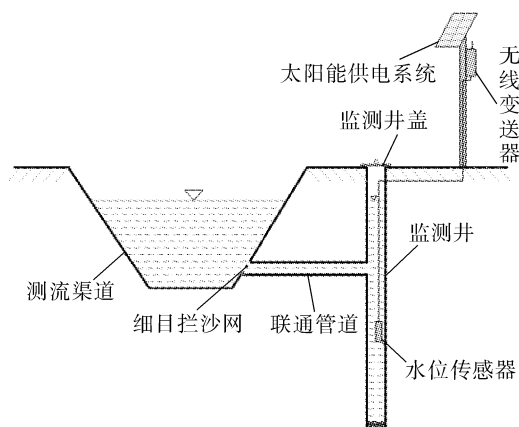 太阳能供电系统
无线变送器
监测井盖
监测井
测流渠道
细目拦沙网
联通管道
水位传感器